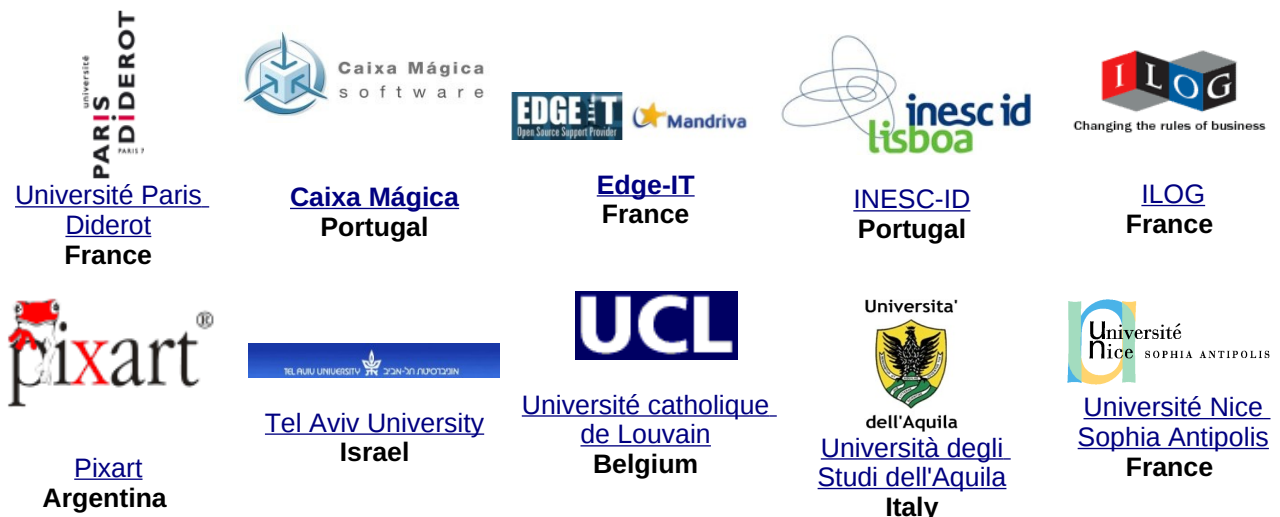 université
PARIS
DIDEROT
PARIS 7
Université Paris
Diderot
France
Caixa Mágica
software
Caixa Mágica
Portugal
EDGE IT
Open Source Support Provider
Mandriva
Edge-IT
France
inesc id
lisboa
INESC-ID
Portugal
ILOG
Changing the rules of business
ILOG
France
pixart®
Pixart
Argentina
TEL AVIV UNIVERSITY אוניברסיטת תל-אביב
Tel Aviv University
Israel
UCL
Université catholique
de Louvain
Belgium
Universita'
dell'Aquila
Università degli
Studi dell'Aquila
Italy
Université
Nice SOPHIA ANTIPOLIS
Université Nice
Sophia Antipolis
France